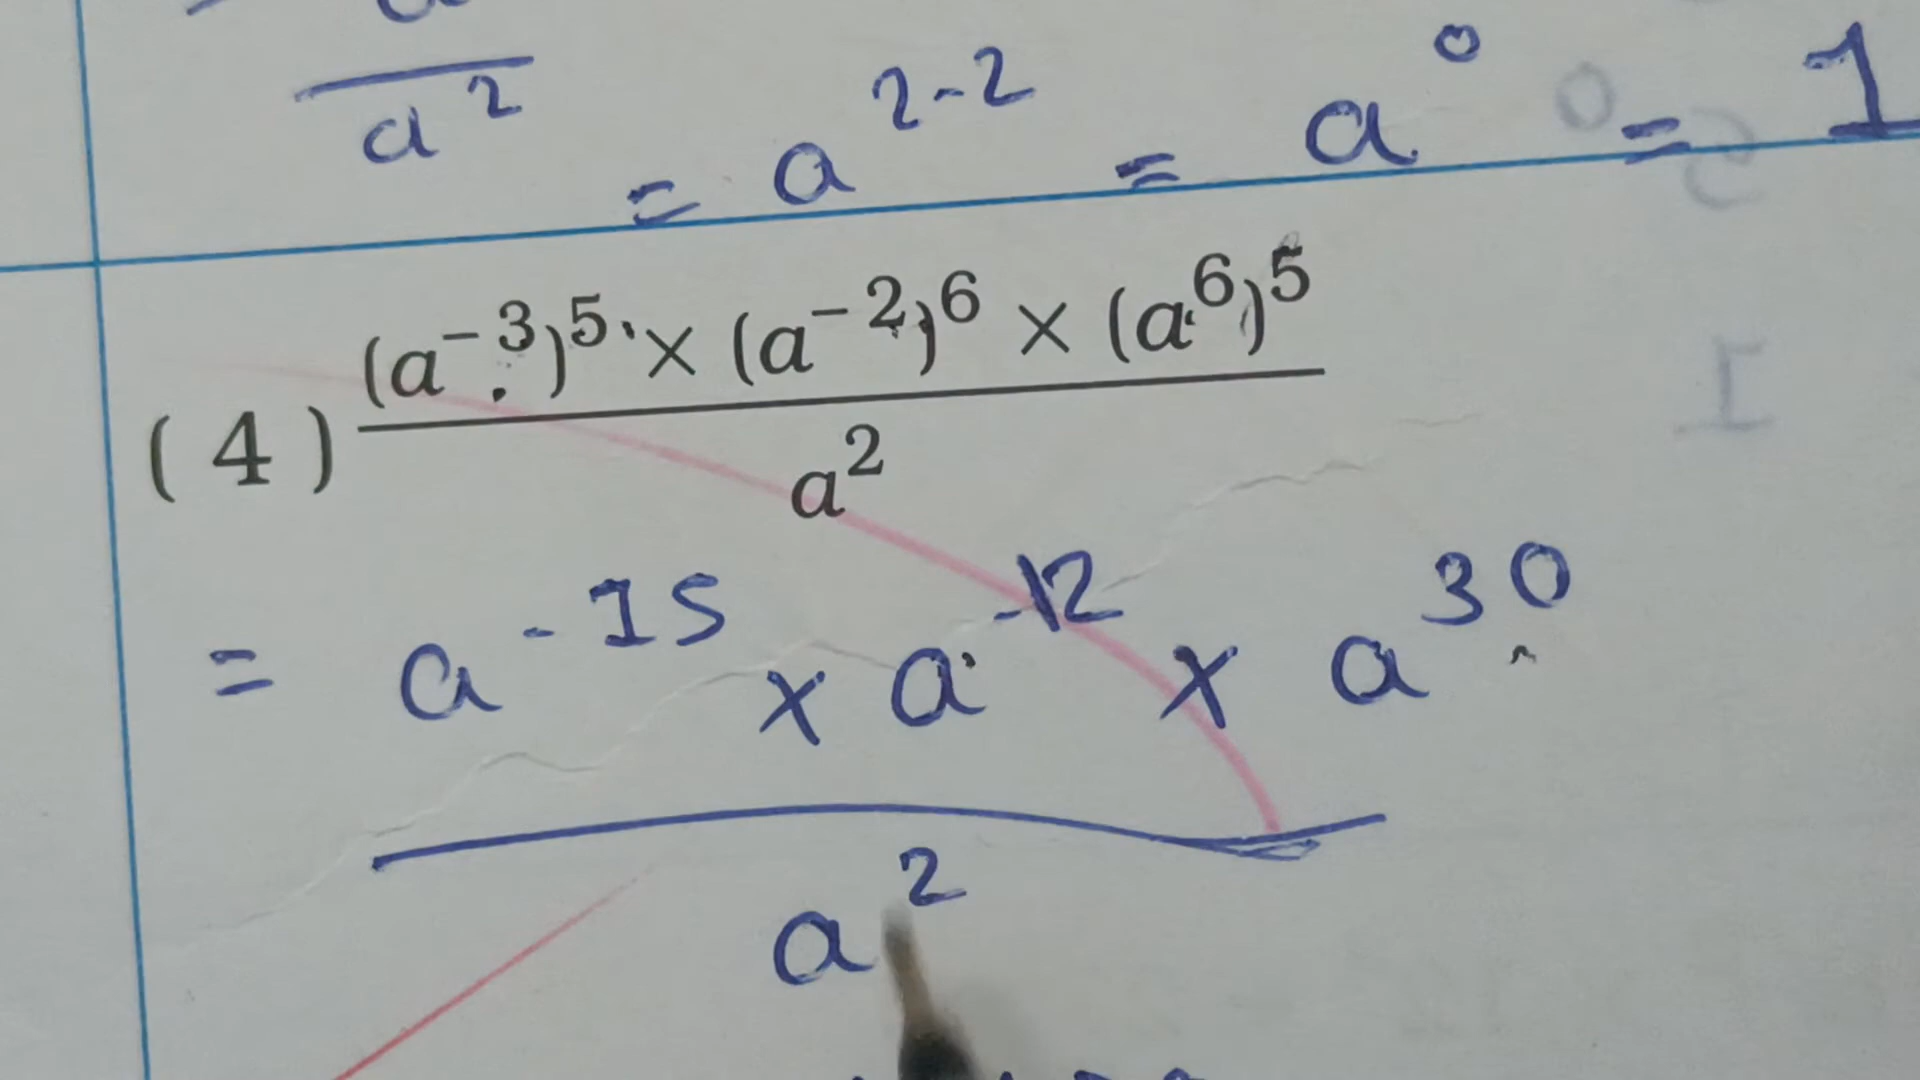 a² = a²⁻² = a⁰ = 1
(4) (a⁻³)⁵ × (a⁻²)⁶ × (a⁶)⁵
a²
= a⁻¹⁵ × a⁻¹² × a³⁰
a²